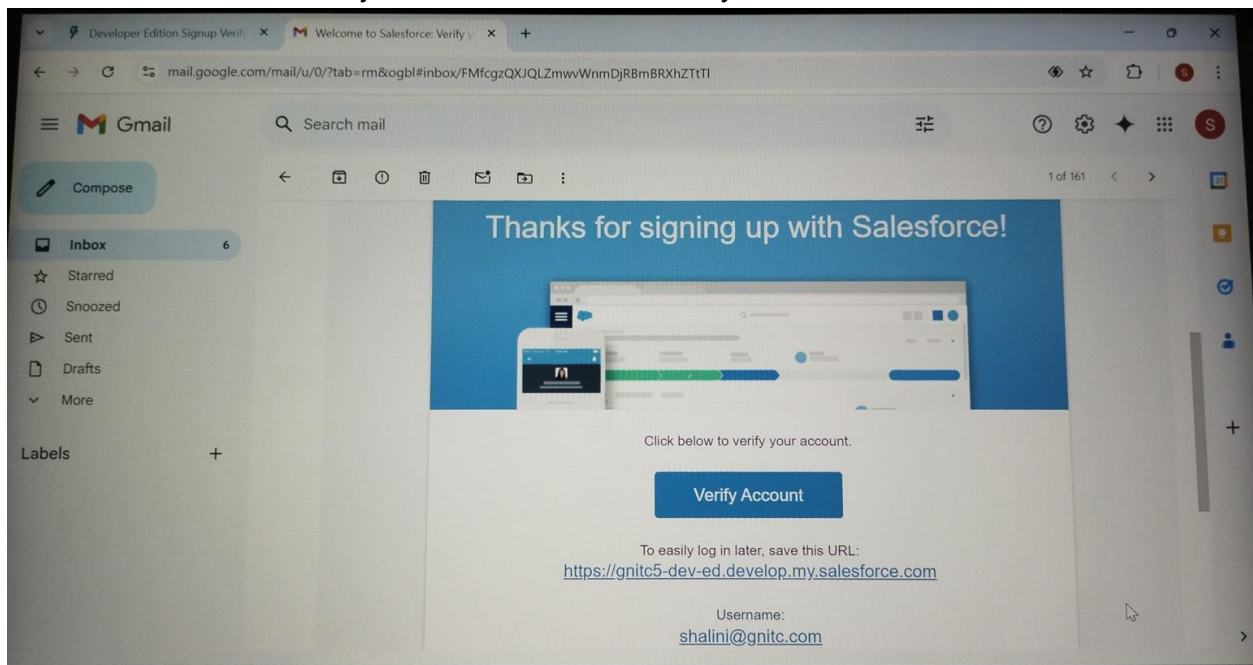 Developer Edition Signup Verifi
Welcome to Salesforce: Verify y
mail.google.com/mail/u/0/?tab=rm&ogbl#inbox/FMfcgzQXJQLZmwvWnmDjRBmBRXhZTtTl
S
Gmail
Search mail
S
Compose
1 of 161
31
Thanks for signing up with Salesforce!
Inbox 6
Starred
Snoozed
Sent
Drafts
More
Labels
Click below to verify your account.
Verify Account
To easily log in later, save this URL:
https://gnitc5-dev-ed.develop.my.salesforce.com
Username:
shalini@gnitc.com